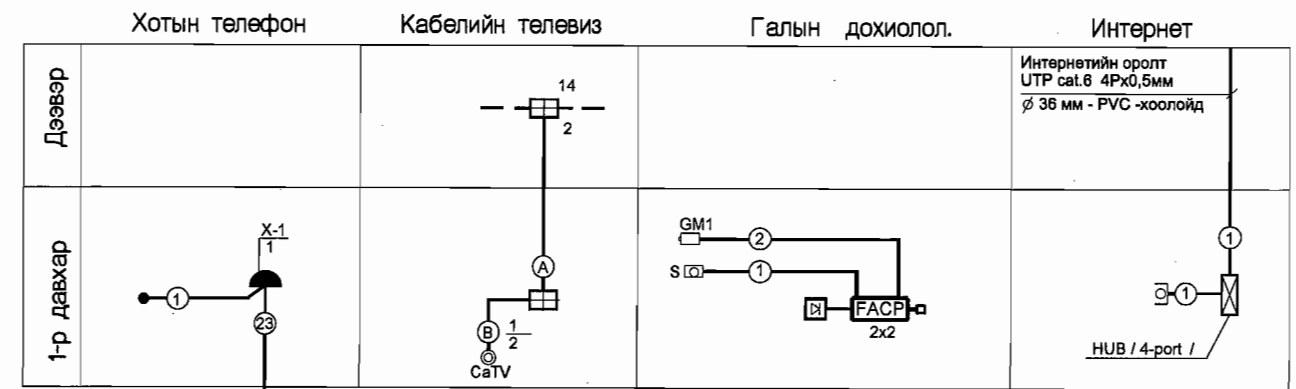 Хотын телефон
Кабелийн телевиз
Галын дохиолол.
Интернет
Дээвэр
14
2
Интернетийн оролт
UTP cat.6 4Px0,5мм
ø 36 мм - PVC -хоолойд
1-р давхар
X-1
1
1
23
A
B
1
2
CaTV
GM1
2
S
1
FACP
2x2
1
1
HUB / 4-port /